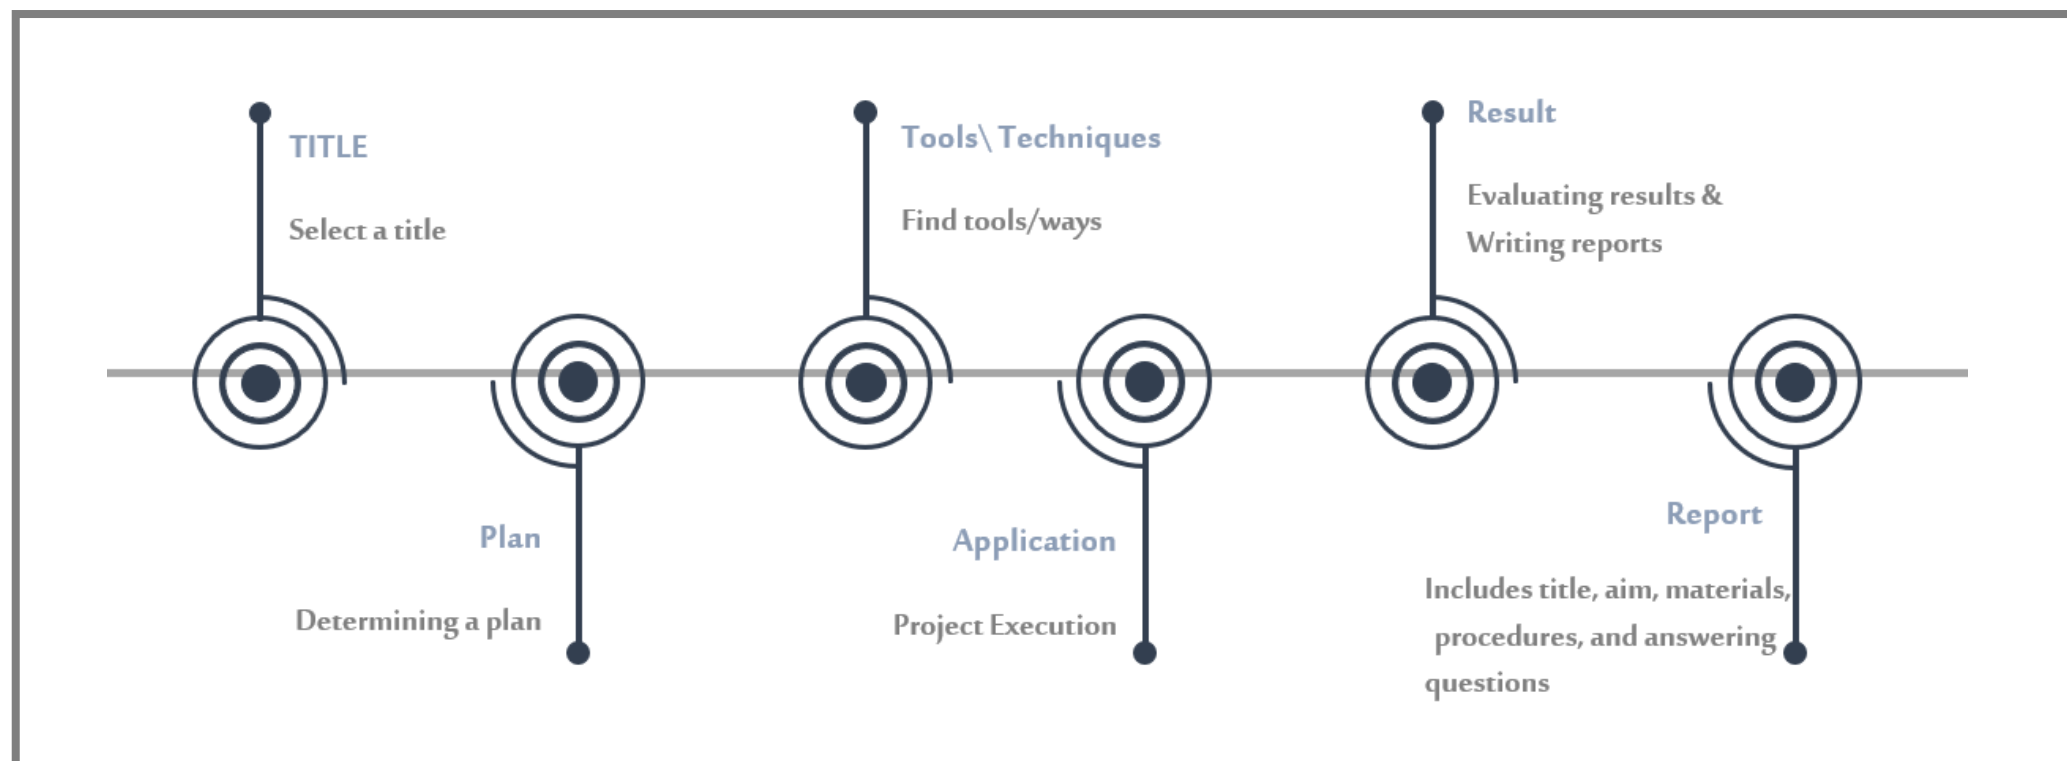 TITLE
Select a title
Plan
Determining a plan
Tools\ Techniques
Find tools/ways
Application
Project Execution
Result
Evaluating results &
Writing reports
Report
Includes title, aim, materials,
procedures, and answering
questions